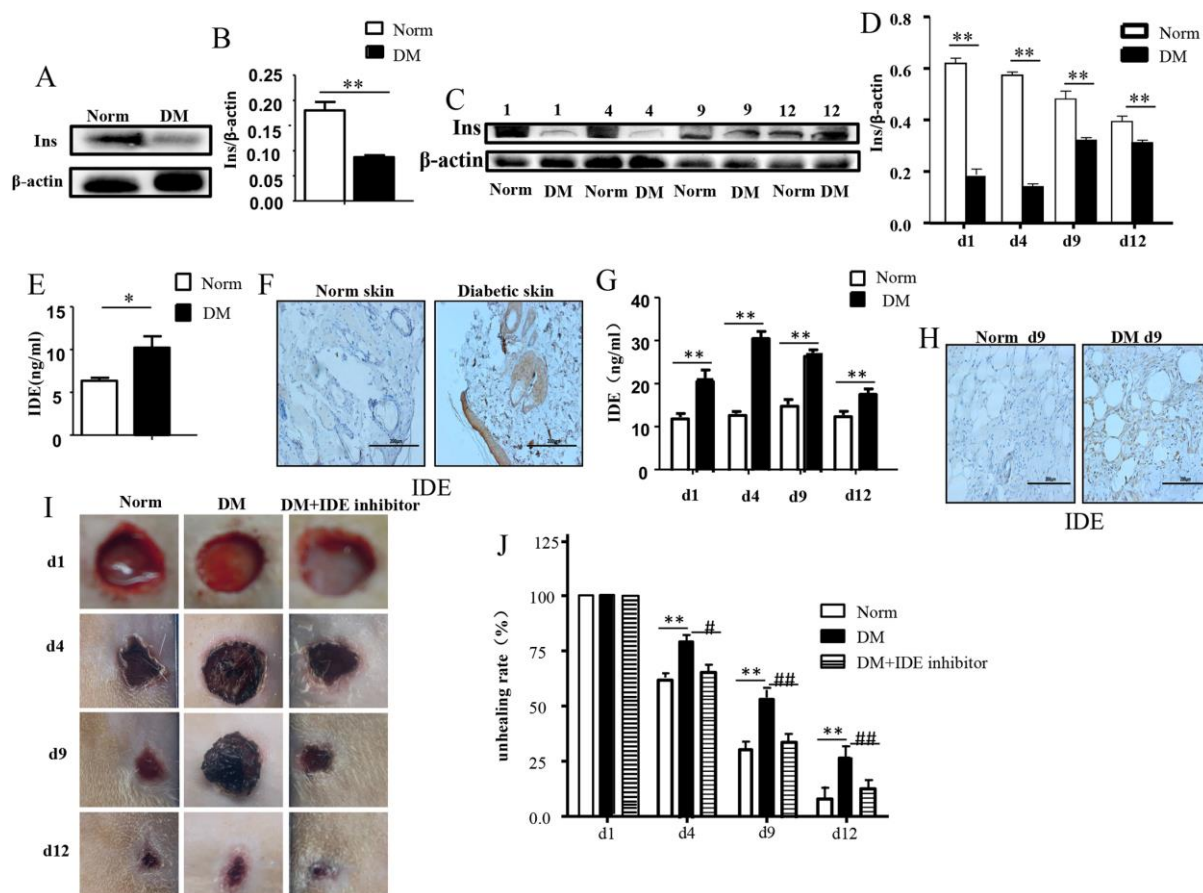 A
Norm DM
Ins
β-actin
B
Norm
DM
**
Ins/β-actin
0.20
0.15
0.10
0.05
0.00
C
1 1 4 4 9 9 12 12
Ins
β-actin
Norm DM Norm DM Norm DM Norm DM
D
Norm
DM
** ** ** **
Ins/β-actin
0.8
0.6
0.4
0.2
0.0
d1 d4 d9 d12
E
Norm
DM
*
IDE(ng/ml)
15
10
5
0
F
Norm skin Diabetic skin
IDE
G
Norm
DM
** ** ** **
IDE (ng/ml)
40
30
20
10
0
d1 d4 d9 d12
H
Norm d9 DM d9
IDE
I
Norm DM DM+IDE inhibitor
d1
d4
d9
d12
J
Norm
DM
DM+IDE inhibitor
** # ** ## ** ##
unhealing rate (%)
125
100
75
50
25
0.0
d1 d4 d9 d12